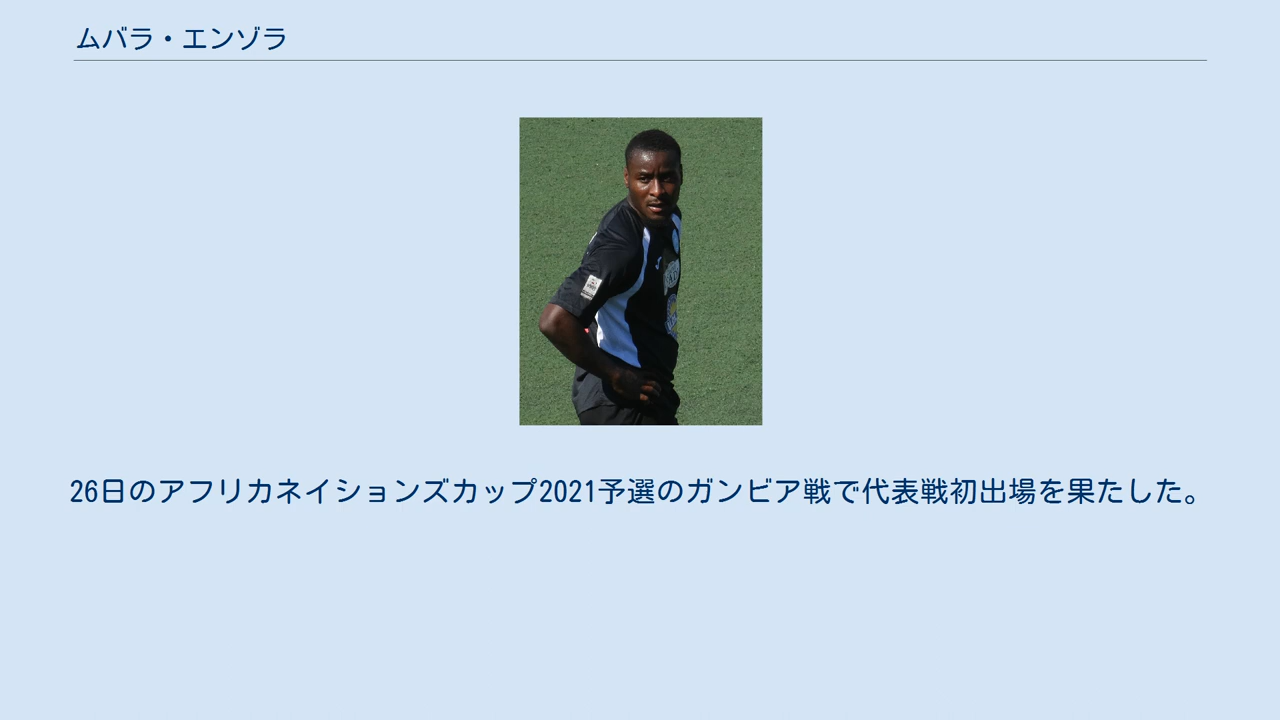 ムバラ・エンゾラ
26日のアフリカネイションズカップ2021予選のガンビア戦で代表戦初出場を果たした。